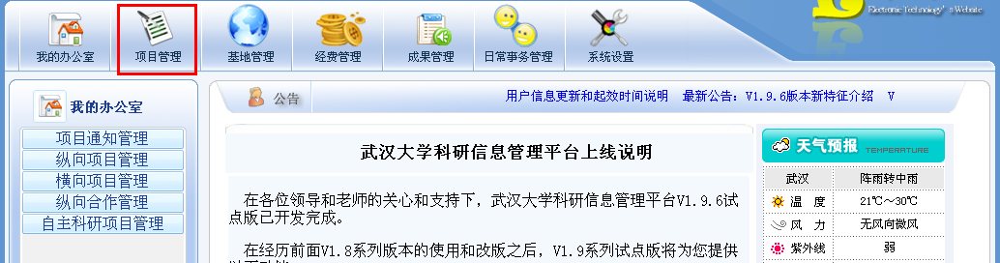 Electronic Technology's Website
我的办公室 项目管理 基地管理 经费管理 成果管理 日常事务管理 系统设置
我的办公室
项目通知管理
纵向项目管理
横向项目管理
纵向合作管理
自主科研项目管理
公告 用户信息更新和起效时间说明 最新公告：V1.9.6版本新特征介绍 V
武汉大学科研信息管理平台上线说明
在各位领导和老师的关心和支持下，武汉大学科研信息管理平台V1.9.6试
点版已开发完成。
在经历前面V1.8系列版本的使用和改版之后，V1.9系列试点版将为您提供
天气预报 TEMPERATURE
武汉 阵雨转中雨
温 度 21℃～30℃
风 力 无风向微风
紫外线 弱